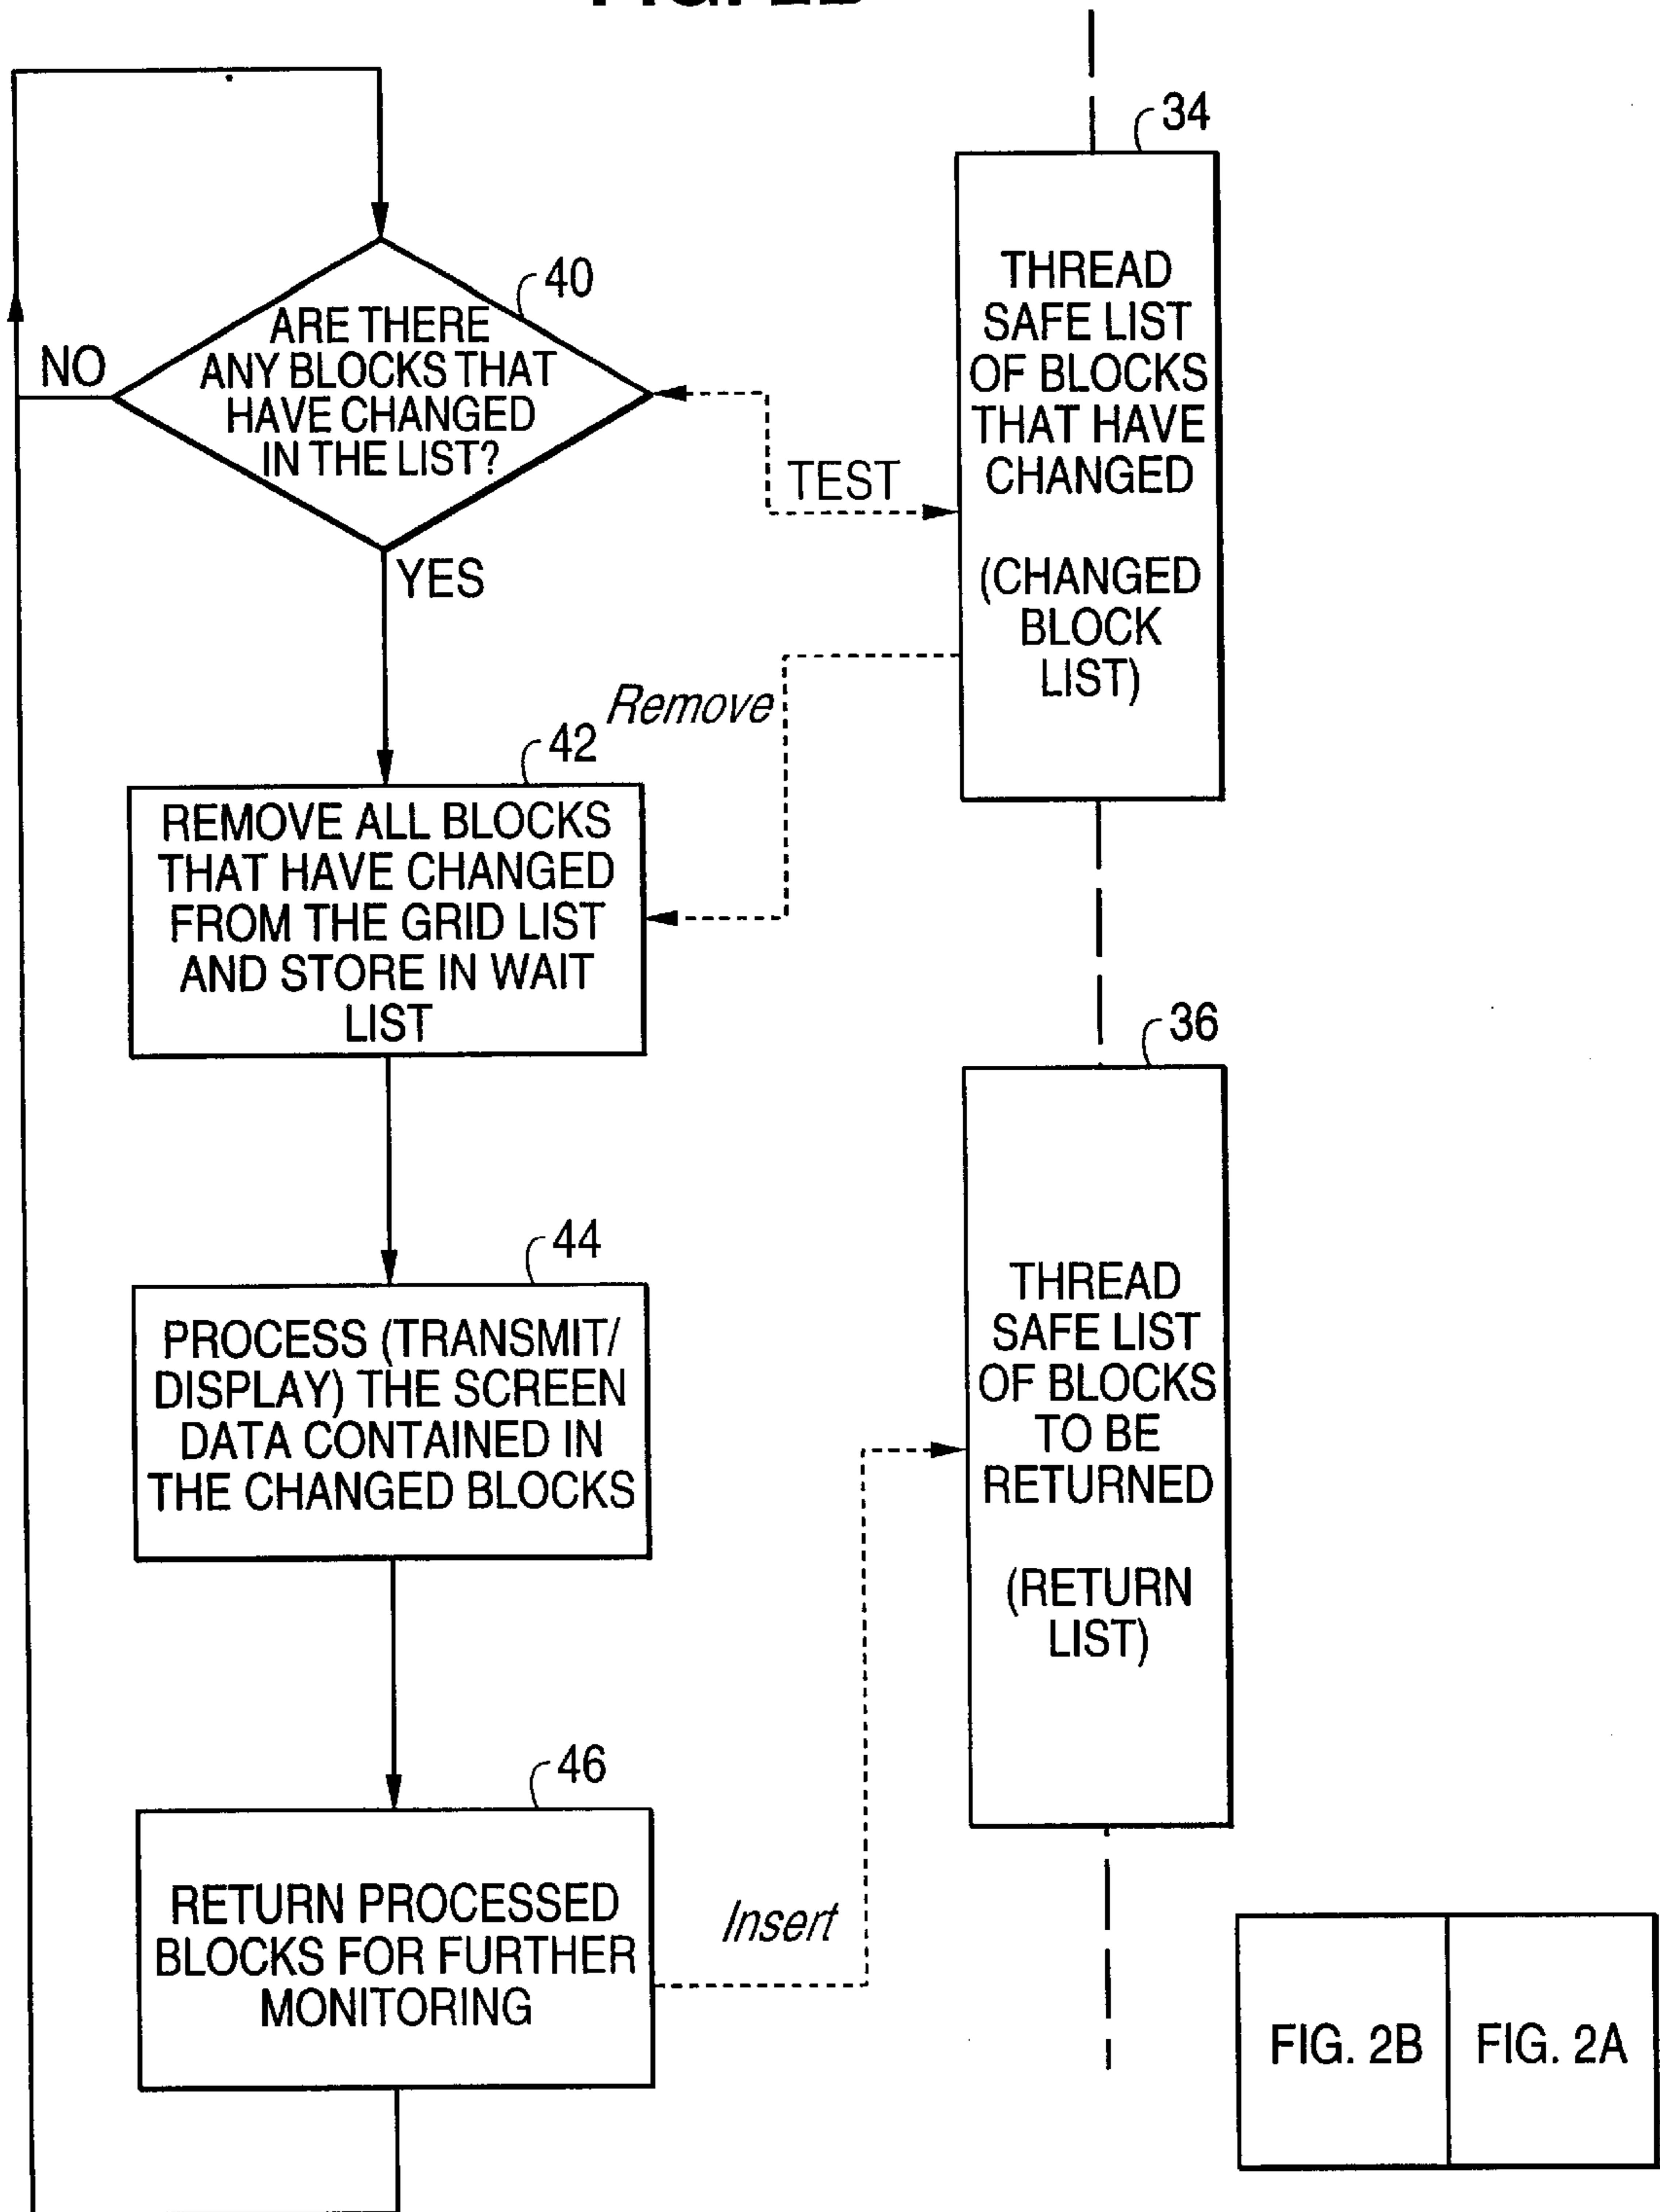 34
THREAD
SAFE LIST
OF BLOCKS
THAT HAVE
CHANGED
(CHANGED
BLOCK
LIST)
40
ARE THERE
ANY BLOCKS THAT
HAVE CHANGED
IN THE LIST?
NO
TEST
YES
Remove
42
REMOVE ALL BLOCKS
THAT HAVE CHANGED
FROM THE GRID LIST
AND STORE IN WAIT
LIST
36
THREAD
SAFE LIST
OF BLOCKS
TO BE
RETURNED
(RETURN
LIST)
44
PROCESS (TRANSMIT/
DISPLAY) THE SCREEN
DATA CONTAINED IN
THE CHANGED BLOCKS
46
RETURN PROCESSED
BLOCKS FOR FURTHER
MONITORING
Insert
FIG. 2B
FIG. 2A